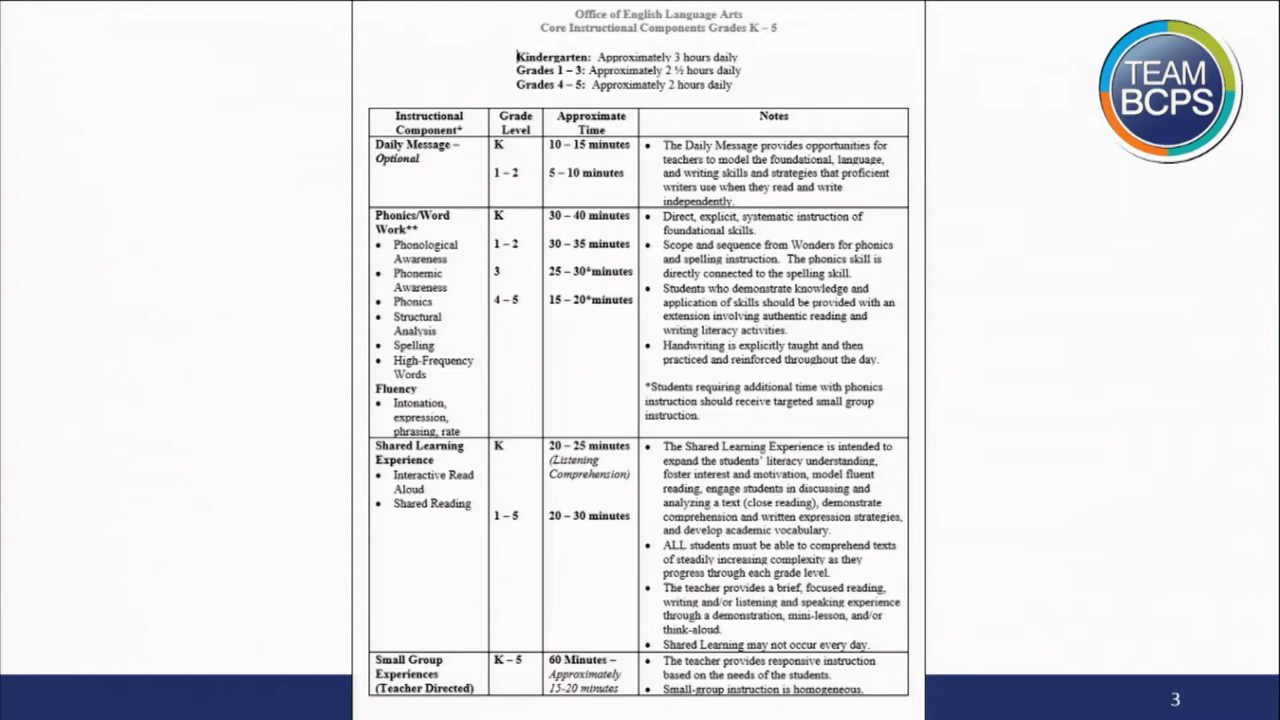 Office of English Language Arts
Core Instructional Components Grades K – 5
Kindergarten: Approximately 3 hours daily
Grades 1 – 3: Approximately 2 ½ hours daily
Grades 4 – 5: Approximately 2 hours daily
TEAM
BCPS
Instructional Component* Grade Level Approximate Time Notes
Daily Message –
Optional
K
1 – 2
10 – 15 minutes
5 – 10 minutes
• The Daily Message provides opportunities for
teachers to model the foundational, language,
and writing skills and strategies that proficient
writers use when they read and write
independently.
Phonics/Word
Work**
• Phonological
Awareness
• Phonemic
Awareness
• Phonics
• Structural
Analysis
• Spelling
• High-Frequency
Words
Fluency
• Intonation,
expression,
phrasing, rate
K
1 – 2
3
4 – 5
30 – 40 minutes
30 – 35 minutes
25 – 30*minutes
15 – 20*minutes
• Direct, explicit, systematic instruction of
foundational skills.
• Scope and sequence from Wonders for phonics
and spelling instruction. The phonics skill is
directly connected to the spelling skill.
• Students who demonstrate knowledge and
application of skills should be provided with an
extension involving authentic reading and
writing literacy activities.
• Handwriting is explicitly taught and then
practiced and reinforced throughout the day.
*Students requiring additional time with phonics
instruction should receive targeted small group
instruction.
Shared Learning
Experience
• Interactive Read
Aloud
• Shared Reading
K
1 – 5
20 – 25 minutes
(Listening
Comprehension)
20 – 30 minutes
• The Shared Learning Experience is intended to
expand the students' literacy understanding,
foster interest and motivation, model fluent
reading, engage students in discussing and
analyzing a text (close reading), demonstrate
comprehension and written expression strategies,
and develop academic vocabulary.
• ALL students must be able to comprehend texts
of steadily increasing complexity as they
progress through each grade level.
• The teacher provides a brief, focused reading,
writing and/or listening and speaking experience
through a demonstration, mini-lesson, and/or
think-aloud.
• Shared Learning may not occur every day.
Small Group
Experiences
(Teacher Directed)
K – 5
60 Minutes –
Approximately
15-20 minutes
• The teacher provides responsive instruction
based on the needs of the students.
• Small-group instruction is homogeneous.
3